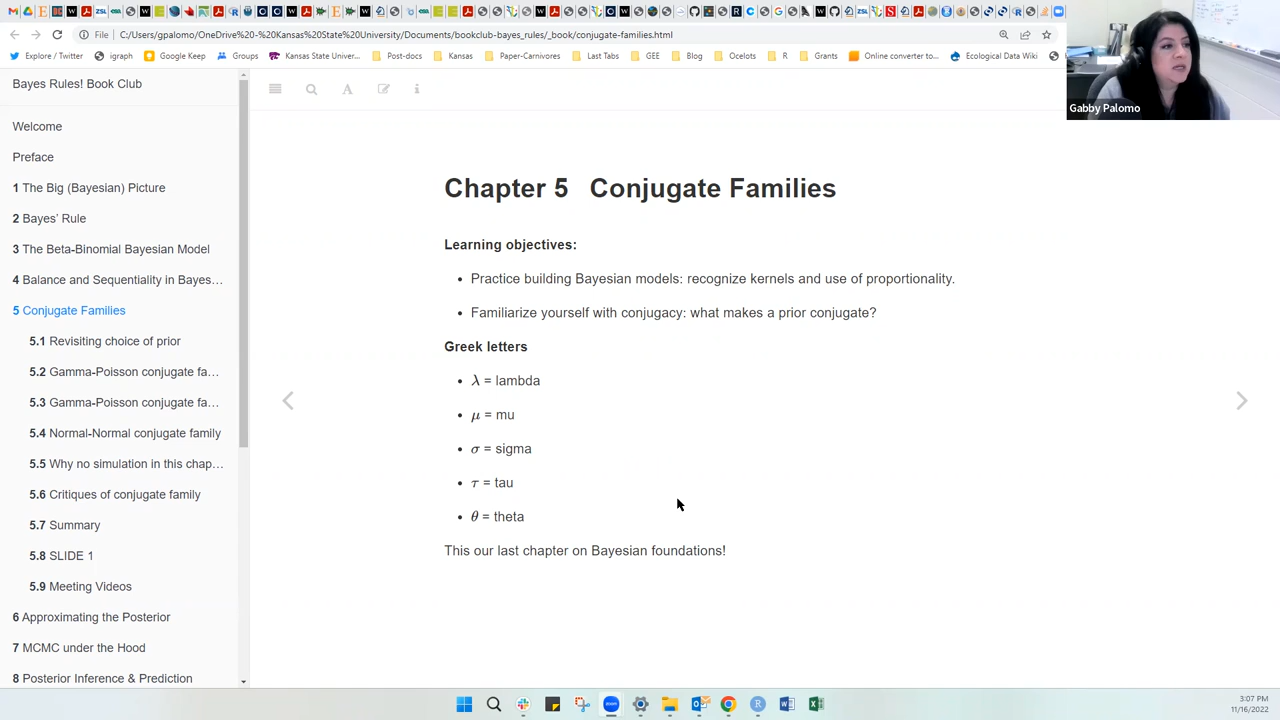 File
C:/Users/gpalomo/OneDrive%20-%20Kansas%20State%20University/Documents/bookclub-bayes_rules/_book/conjugate-families.html
Explore / Twitter
igraph
Google Keep
Groups
Kansas State Univer...
Post-docs
Kansas
Paper-Carnivores
Last Tabs
GEE
Blog
Ocelots
R
Grants
Online converter to...
Ecological Data Wiki
Gabby Palomo
Bayes Rules! Book Club
Welcome
Preface
1 The Big (Bayesian) Picture
2 Bayes' Rule
3 The Beta-Binomial Bayesian Model
4 Balance and Sequentiality in Bayes…
5 Conjugate Families
5.1 Revisiting choice of prior
5.2 Gamma-Poisson conjugate fa…
5.3 Gamma-Poisson conjugate fa…
5.4 Normal-Normal conjugate family
5.5 Why no simulation in this chap…
5.6 Critiques of conjugate family
5.7 Summary
5.8 SLIDE 1
5.9 Meeting Videos
6 Approximating the Posterior
7 MCMC under the Hood
8 Posterior Inference & Prediction
Chapter 5 Conjugate Families
Learning objectives:
• Practice building Bayesian models: recognize kernels and use of proportionality.
• Familiarize yourself with conjugacy: what makes a prior conjugate?
Greek letters
• λ = lambda
• μ = mu
• σ = sigma
• τ = tau
• θ = theta
This our last chapter on Bayesian foundations!
3:07 PM
11/16/2022